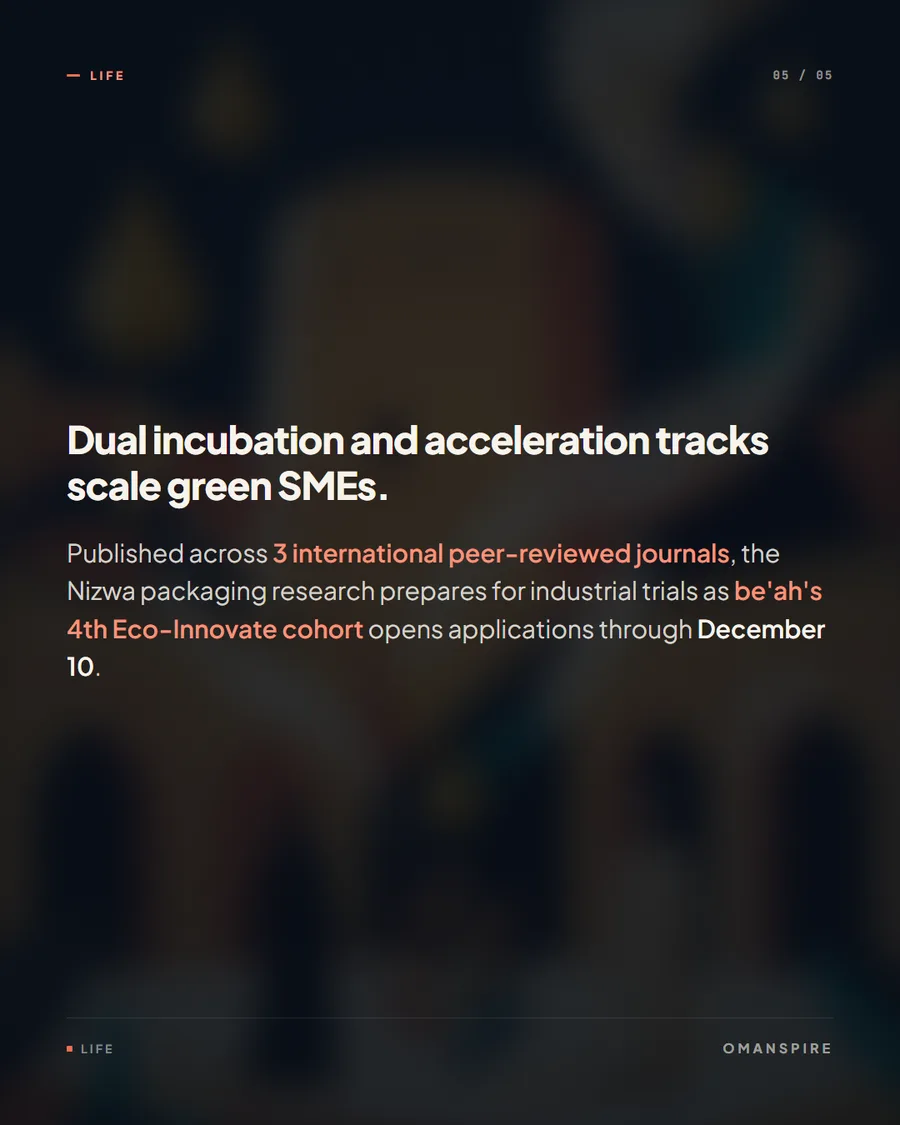 — LIFE
05 / 05
Dual incubation and acceleration tracks
scale green SMEs.
Published across 3 international peer-reviewed journals, the
Nizwa packaging research prepares for industrial trials as be'ah's
4th Eco-Innovate cohort opens applications through December
10.
LIFE
OMANSPIRE